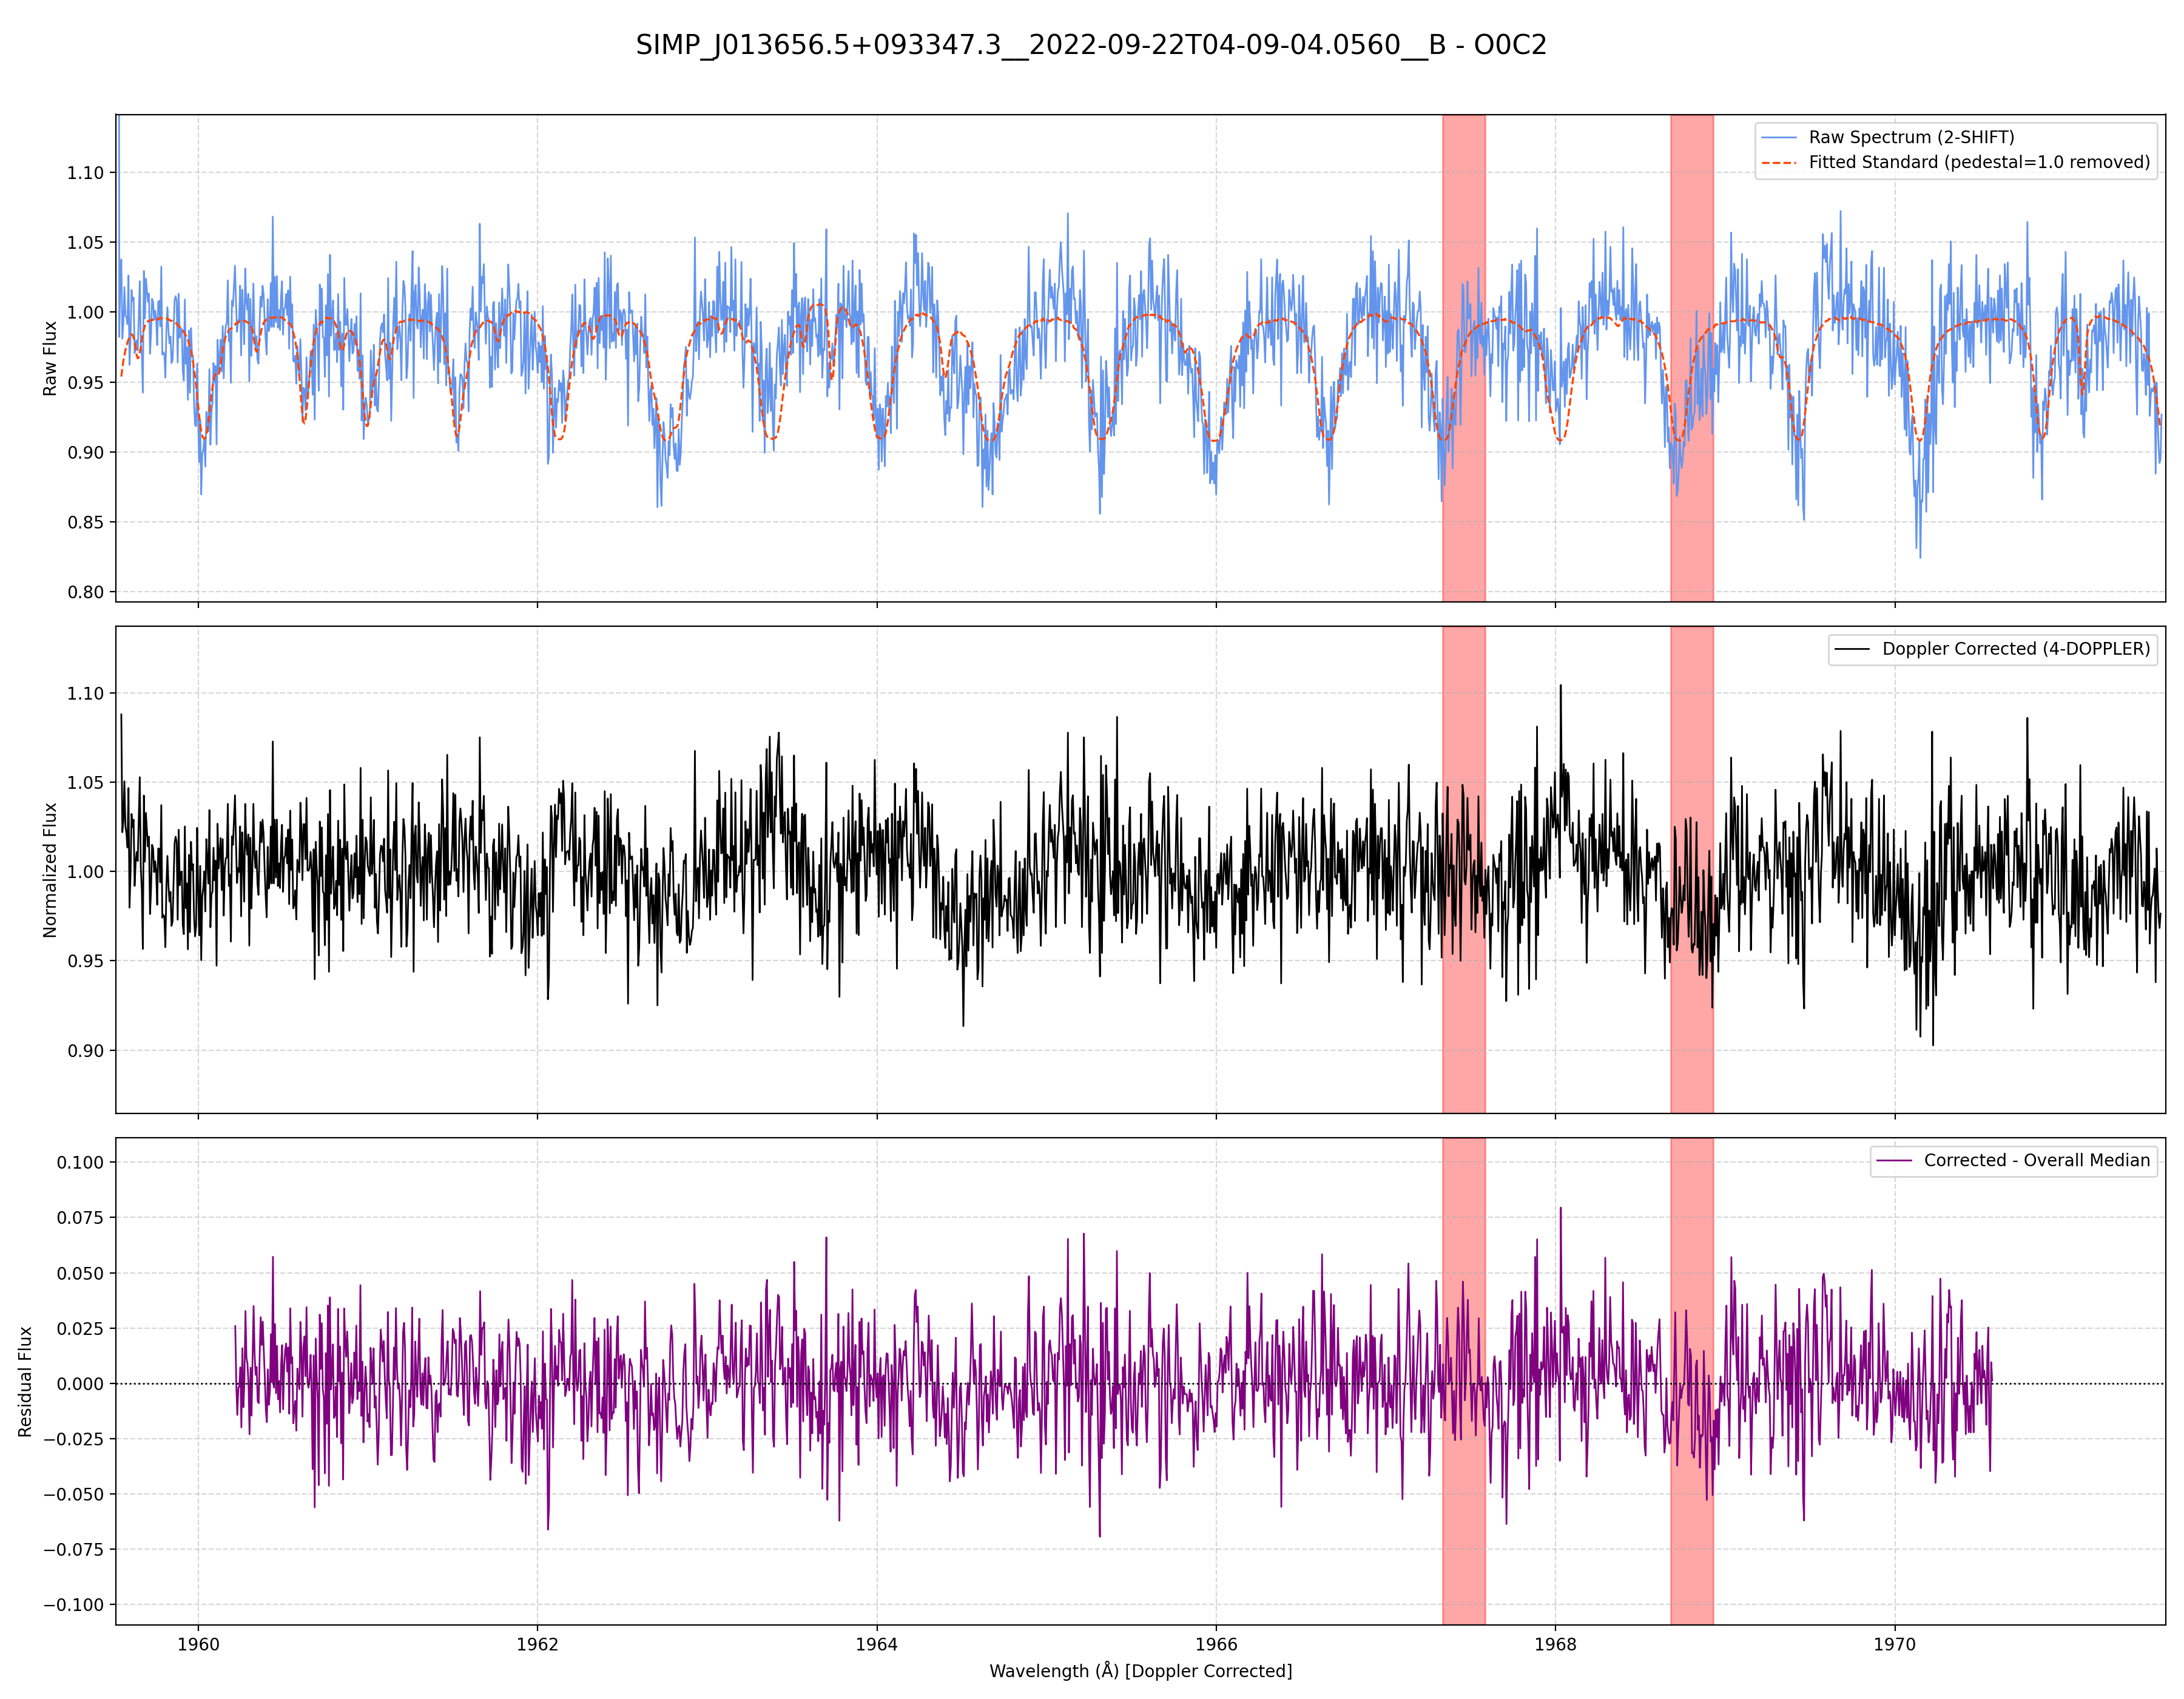 SIMP_J013656.5+093347.3__2022-09-22T04-09-04.0560__B - O0C2
Raw Spectrum (2-SHIFT)
Fitted Standard (pedestal=1.0 removed)
1.10
1.05
1.00
0.95
0.90
0.85
0.80
Raw Flux
Doppler Corrected (4-DOPPLER)
1.10
1.05
1.00
0.95
0.90
Normalized Flux
Corrected - Overall Median
0.100
0.075
0.050
0.025
0.000
−0.025
−0.050
−0.075
−0.100
Residual Flux
1960 1962 1964 1966 1968 1970
Wavelength (Å) [Doppler Corrected]